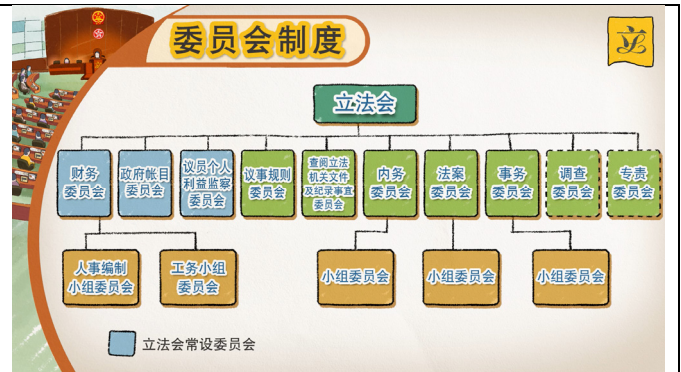 委员会制度
立
立法会
财务
委员会
政府帐目
委员会
议员个人
利益监察
委员会
议事规则
委员会
查阅立法
机关文件
及纪录事宜
委员会
内务
委员会
法案
委员会
事务
委员会
调查
委员会
专责
委员会
人事编制
小组委员会
工务小组
委员会
小组委员会
小组委员会
小组委员会
立法会常设委员会